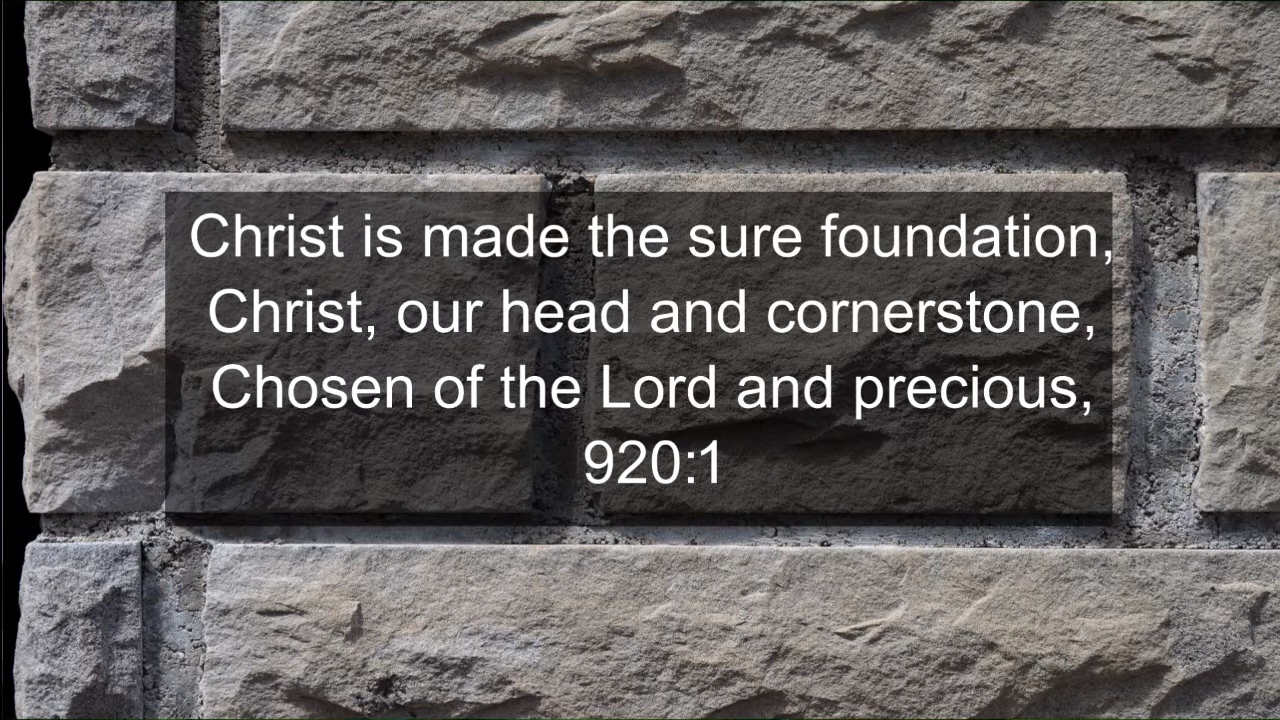 Christ is made the sure foundation,
Christ, our head and cornerstone,
Chosen of the Lord and precious,
920:1